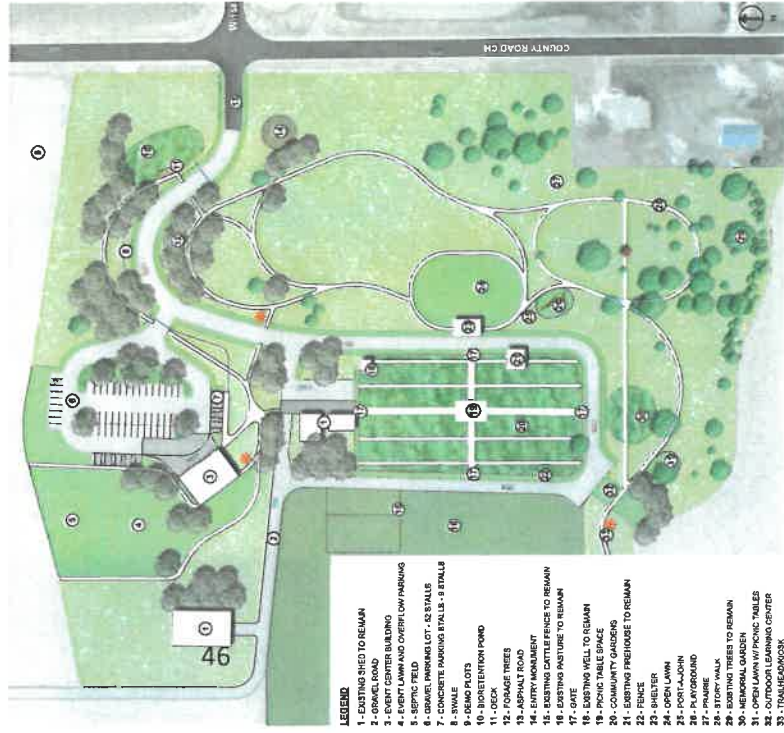 COUNTY ROAD CH
46
LEGEND
1 - EXISTING SHED TO REMAIN
2 - GRAVEL ROAD
3 - EVENT CENTER BUILDING
4 - EVENT LAWN AND OVERFLOW PARKING
5 - SEPTIC FIELD
6 - GRAVEL PARKING LOT - 52 STALLS
7 - CONCRETE PARKING STALLS - 9 STALLS
8 - SWALE
9 - DEMO PLOTS
10 - BIORETENTION POND
11 - DECK
12 - FORAGE TREES
13 - ASPHALT ROAD
14 - ENTRY MONUMENT
15 - EXISTING CATTLE FENCE TO REMAIN
16 - EXISTING PASTURE TO REMAIN
17 - GATE
18 - EXISTING WELL TO REMAIN
19 - PICNIC TABLE SPACE
20 - COMMUNITY GARDENS
21 - EXISTING FIREHOUSE TO REMAIN
22 - FENCE
23 - SHELTER
24 - OPEN LAWN
25 - PORT-A-JOHN
26 - PLAYGROUND
27 - PRAIRIE
28 - STORY WALK
29 - EXISTING TREES TO REMAIN
30 - MEMORIAL GARDEN
31 - OPEN LAWN W/ PICNIC TABLES
32 - OUTDOOR LEARNING CENTER
33 - TRAILHEAD/KIOSK